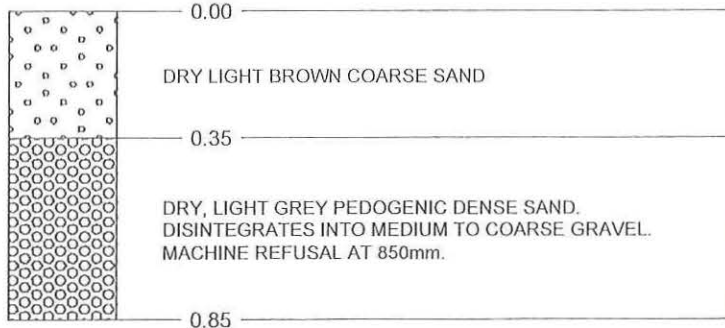 0.00
DRY LIGHT BROWN COARSE SAND
0.35
DRY, LIGHT GREY PEDOGENIC DENSE SAND.
DISINTEGRATES INTO MEDIUM TO COARSE GRAVEL.
MACHINE REFUSAL AT 850mm.
0.85